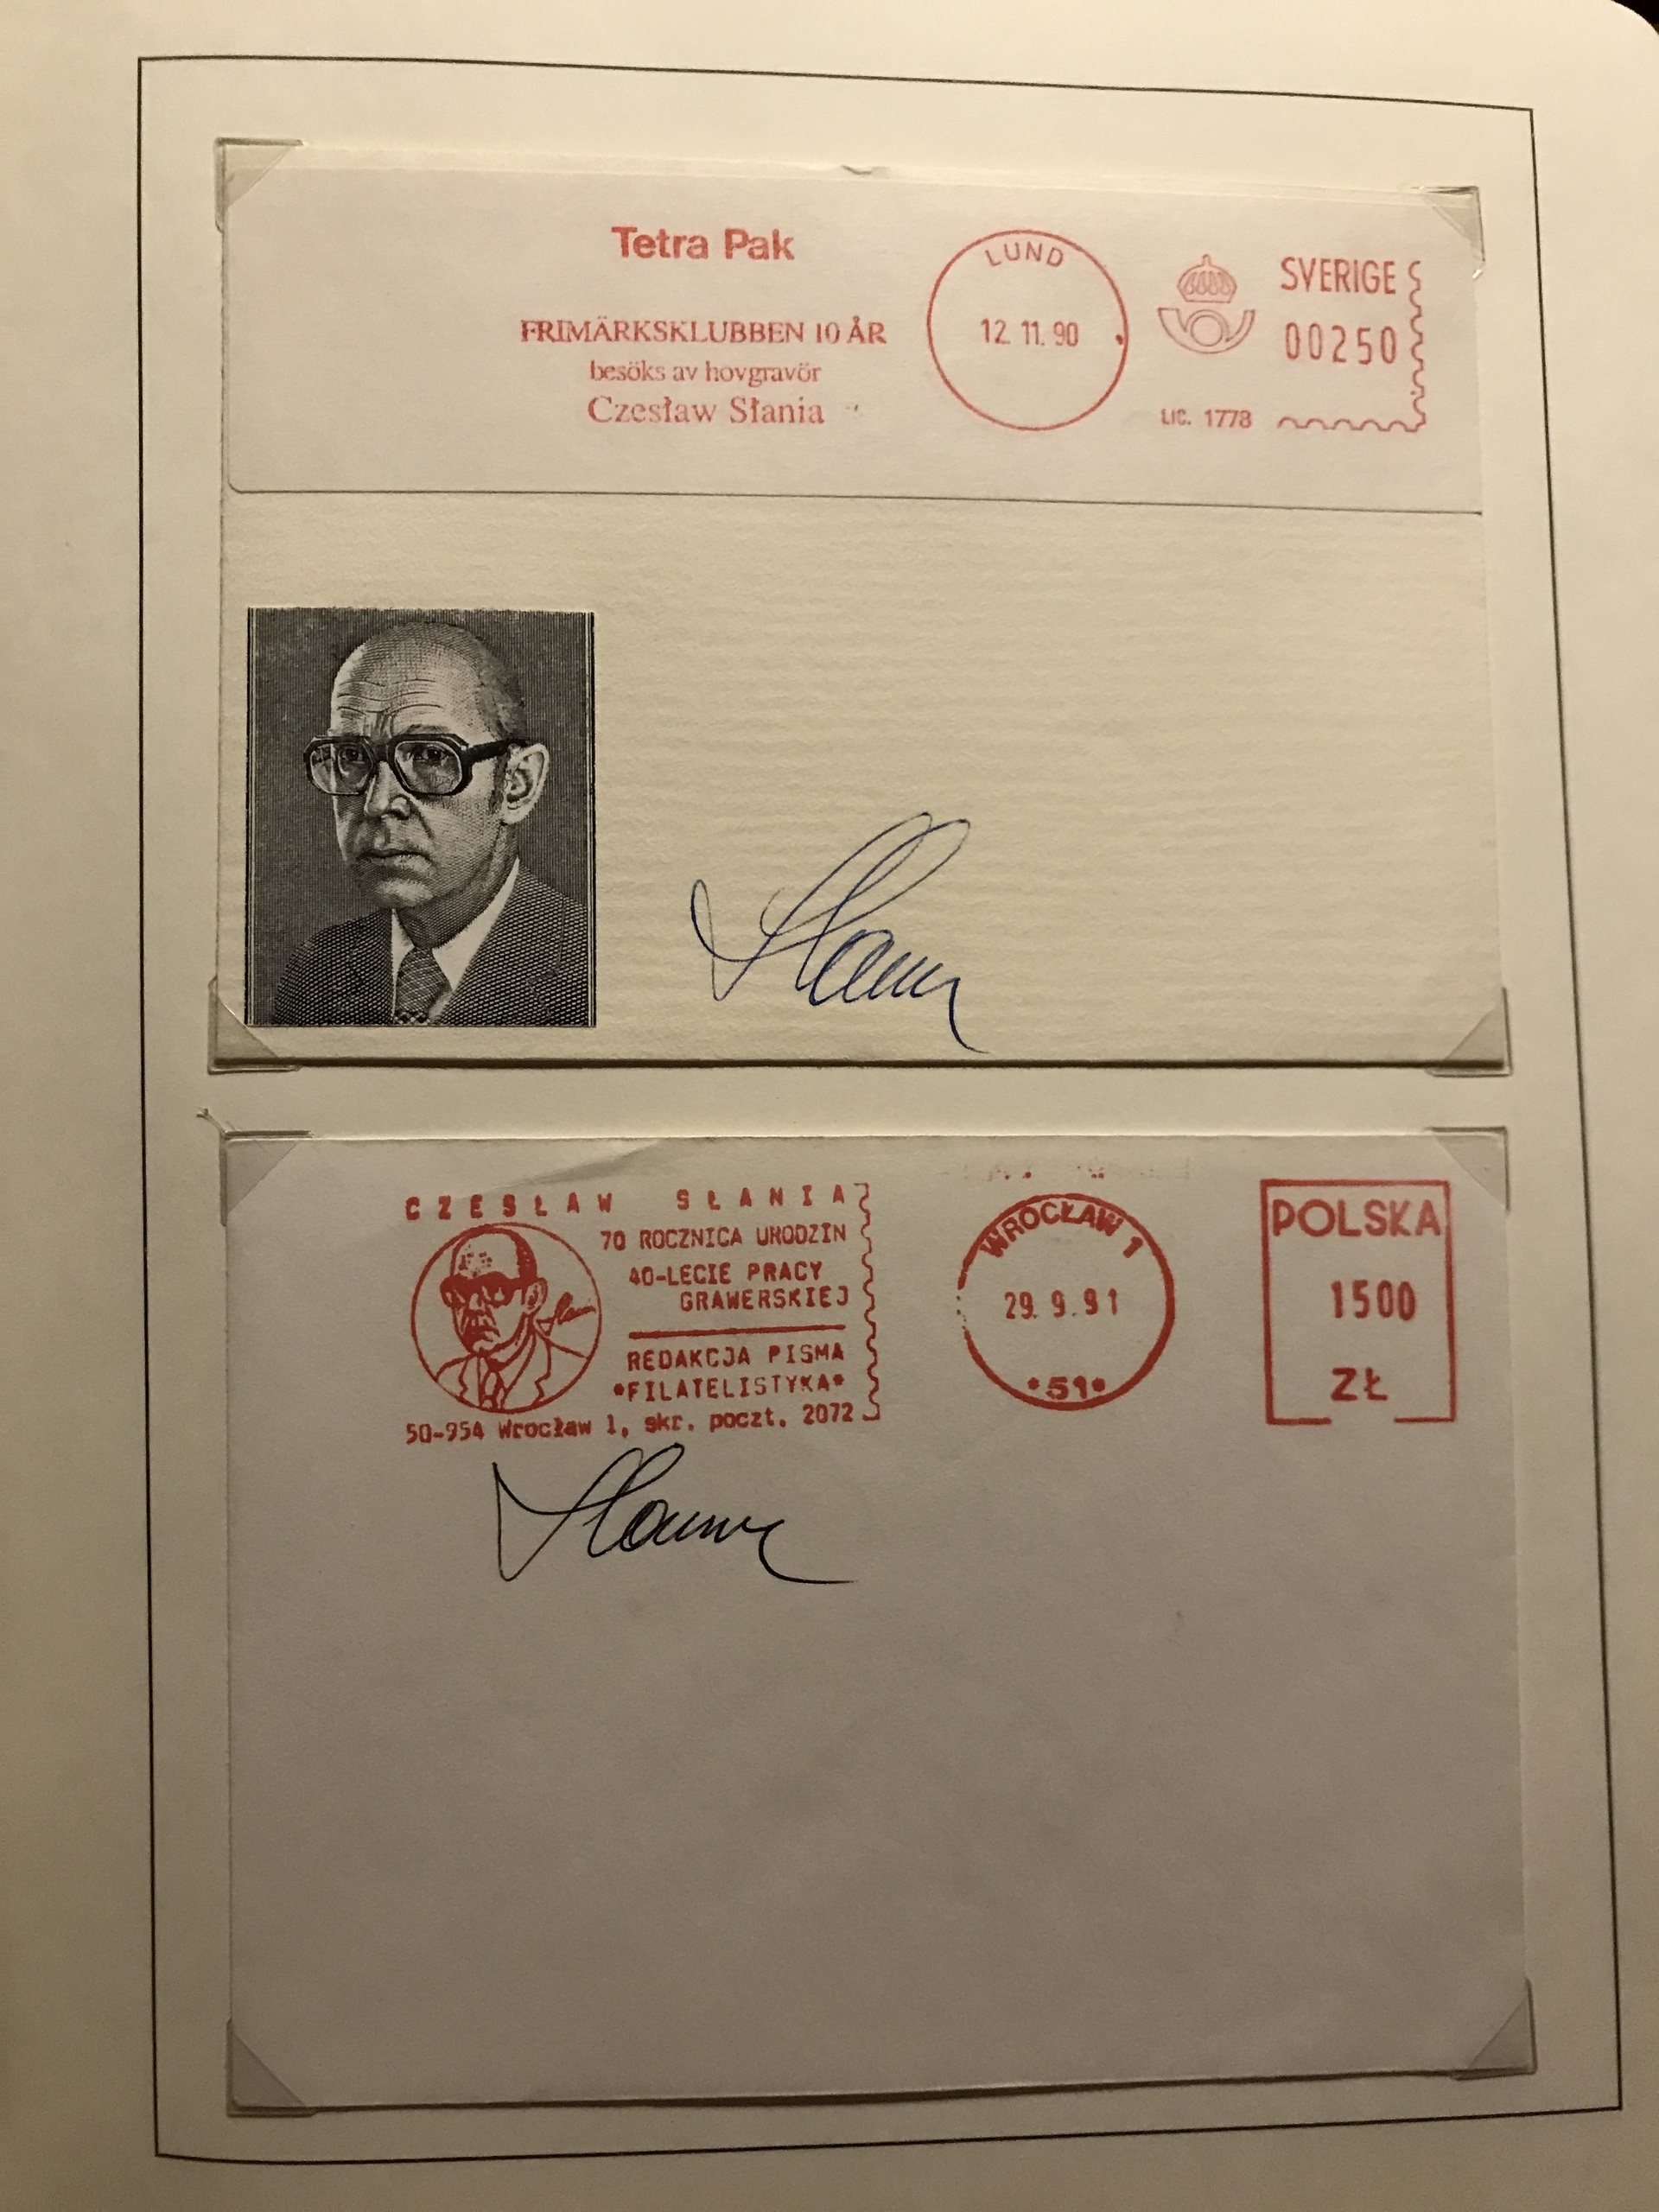 Tetra Pak
FRIMÄRKSKLUBBEN 10 ÅR
besöks av hovgravör
Czesław Słania
LUND
12. 11. 90
SVERIGE
00250
LIC. 1778
Słania
CZESŁAW SŁANIA
70 ROCZNICA URODZIN
40-LECIE PRACY
GRAWERSKIEJ
REDAKCJA PISMA
*FILATELISTYKA*
50-954 Wrocław 1, skr. poczt. 2072
WROCŁAW 1
29. 9. 91
*51*
POLSKA
1500
ZŁ
Słania